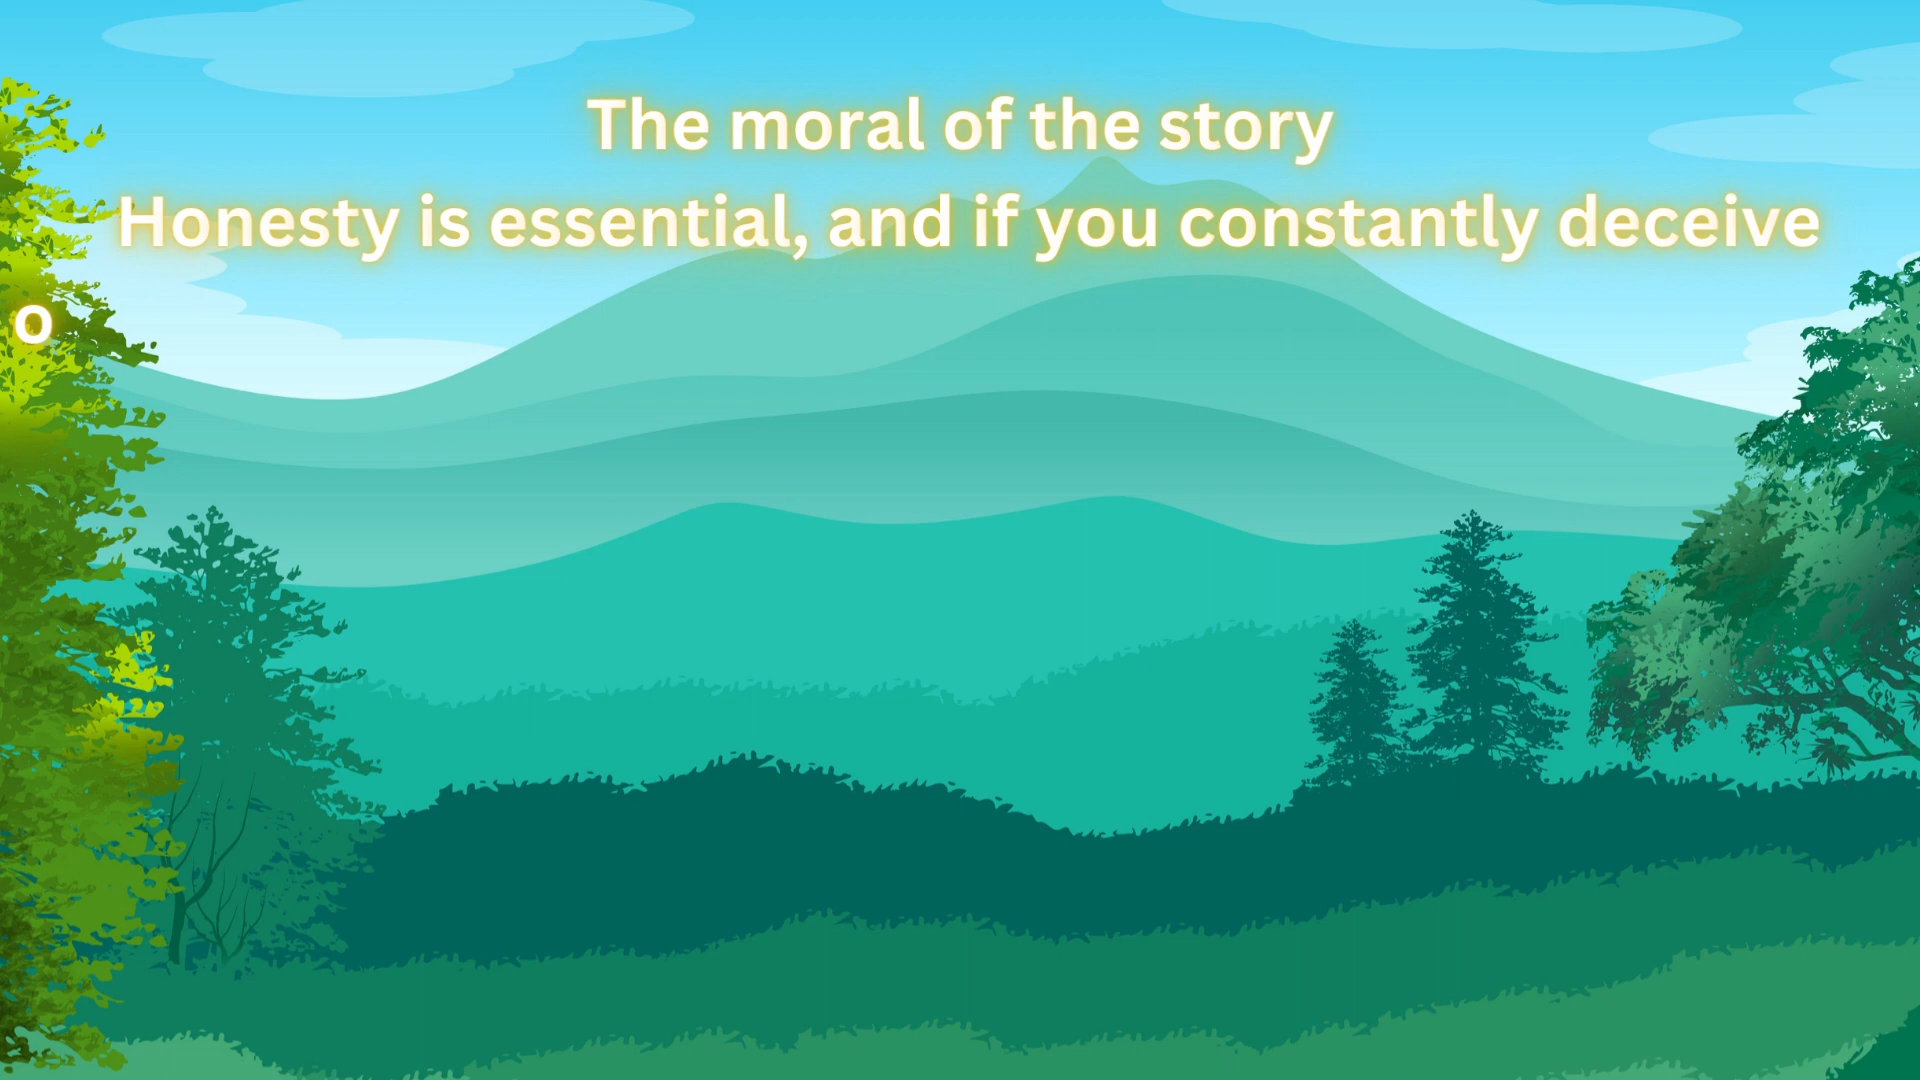 The moral of the story
Honesty is essential, and if you constantly deceive
o